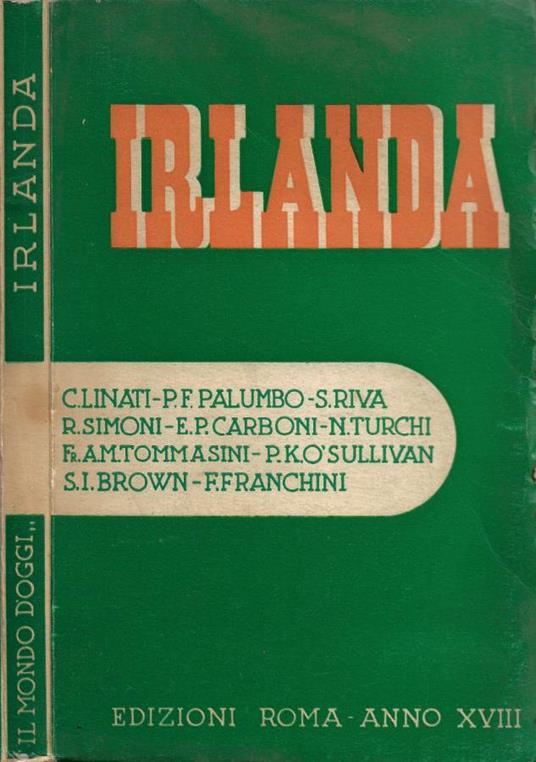 IRLANDA
IL MONDO D'OGGI„
IRLANDA
C.LINATI-P.F.PALUMBO-S.RIVA
R.SIMONI-E.P.CARBONI-N.TURCHI
FR.A.M.TOMMASINI-P.K.O'SULLIVAN
S.I.BROWN-F.FRANCHINI
EDIZIONI ROMA-ANNO XVIII